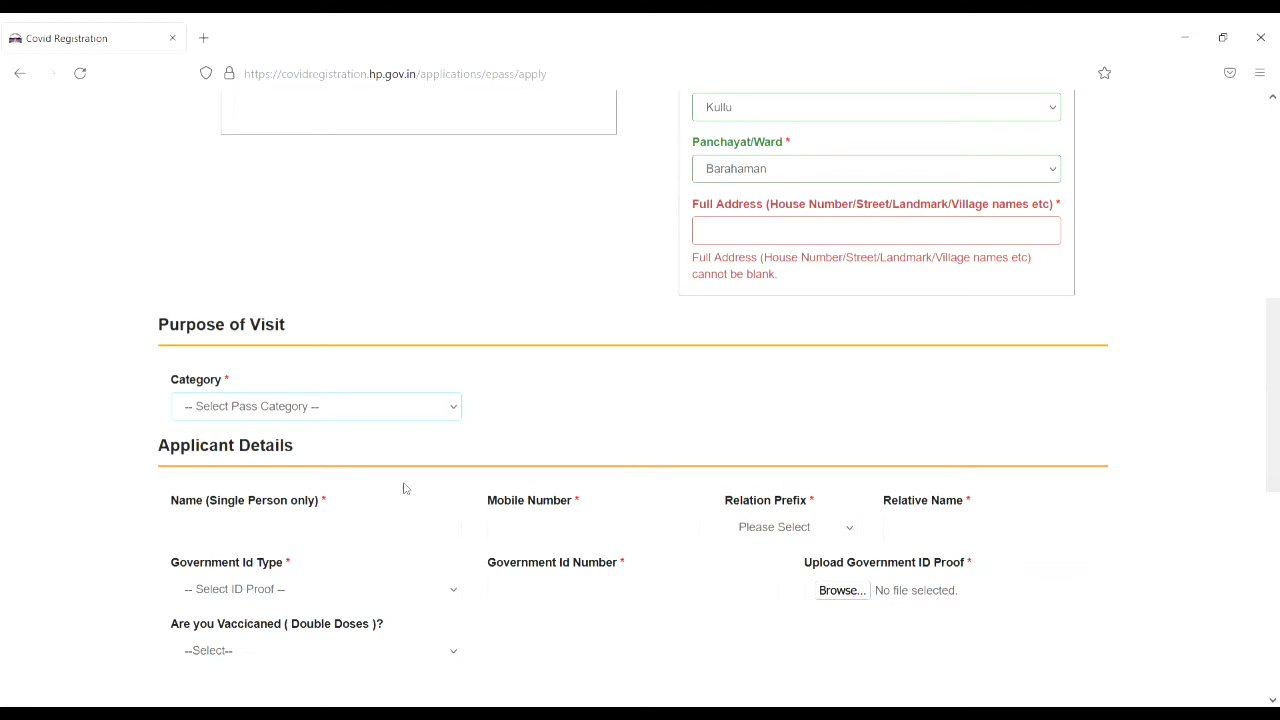 Covid Registration
https://covidregistration.hp.gov.in/applications/epass/apply
Kullu
Panchayat/Ward *
Barahaman
Full Address (House Number/Street/Landmark/Village names etc) *
Full Address (House Number/Street/Landmark/Village names etc)
cannot be blank.
Purpose of Visit
Category *
-- Select Pass Category --
Applicant Details
Name (Single Person only) * Mobile Number * Relation Prefix * Relative Name *
Please Select
Government Id Type * Government Id Number * Upload Government ID Proof *
-- Select ID Proof -- Browse... No file selected.
Are you Vaccicaned ( Double Doses )?
--Select--